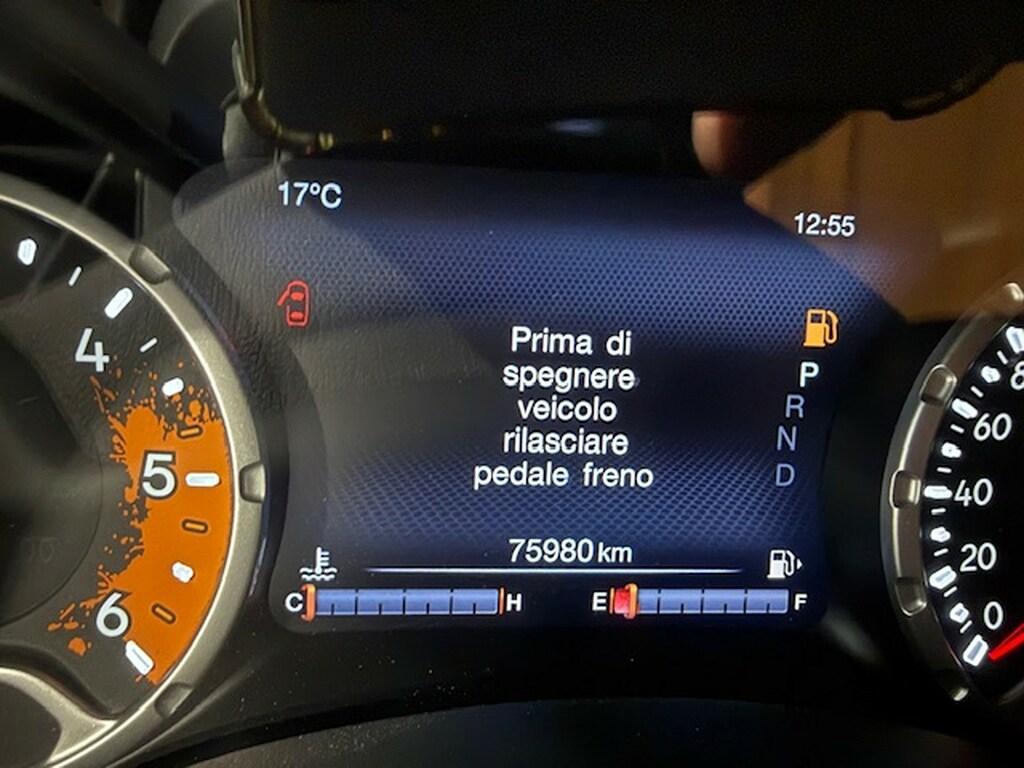 17°C
12:55
4
5
6
Prima di
spegnere
veicolo
rilasciare
pedale freno
P
R
N
D
75980 km
C H
E F
8
60
40
20
0